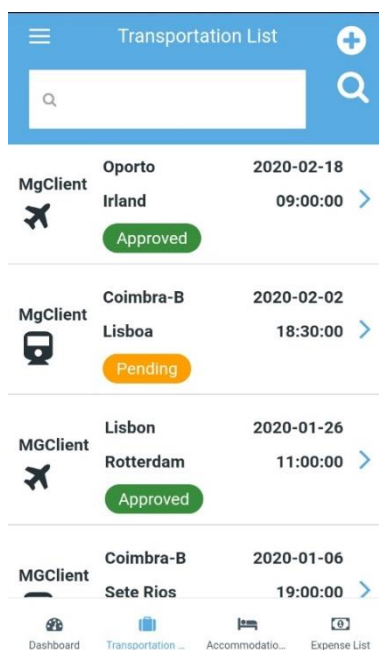 Transportation List
MgClient
Oporto 2020-02-18
Irland 09:00:00
Approved
MgClient
Coimbra-B 2020-02-02
Lisboa 18:30:00
Pending
MGClient
Lisbon 2020-01-26
Rotterdam 11:00:00
Approved
MGClient
Coimbra-B 2020-01-06
Sete Rios 19:00:00
Dashboard Transportation ... Accommodatio... Expense List